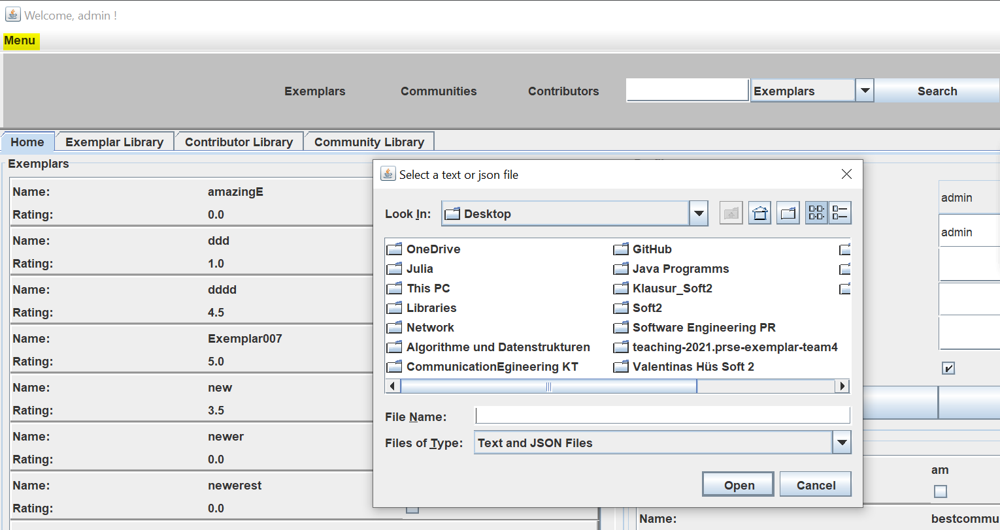 Welcome, admin !
Menu
Exemplars Communities Contributors Exemplars Search
Home Exemplar Library Contributor Library Community Library
Exemplars
Name: amazingE
Rating: 0.0
Name: ddd
Rating: 1.0
Name: dddd
Rating: 4.5
Name: Exemplar007
Rating: 5.0
Name: new
Rating: 3.5
Name: newer
Rating: 0.0
Name: newerest
Rating: 0.0
Select a text or json file
Look In: Desktop
OneDrive GitHub
Julia Java Programms
This PC Klausur_Soft2
Libraries Soft2
Network Software Engineering PR
Algorithme und Datenstrukturen teaching-2021.prse-exemplar-team4
CommunicationEgineering KT Valentinas Hüs Soft 2
File Name:
Files of Type: Text and JSON Files
Open Cancel
admin
admin
am
Name: bestcommu